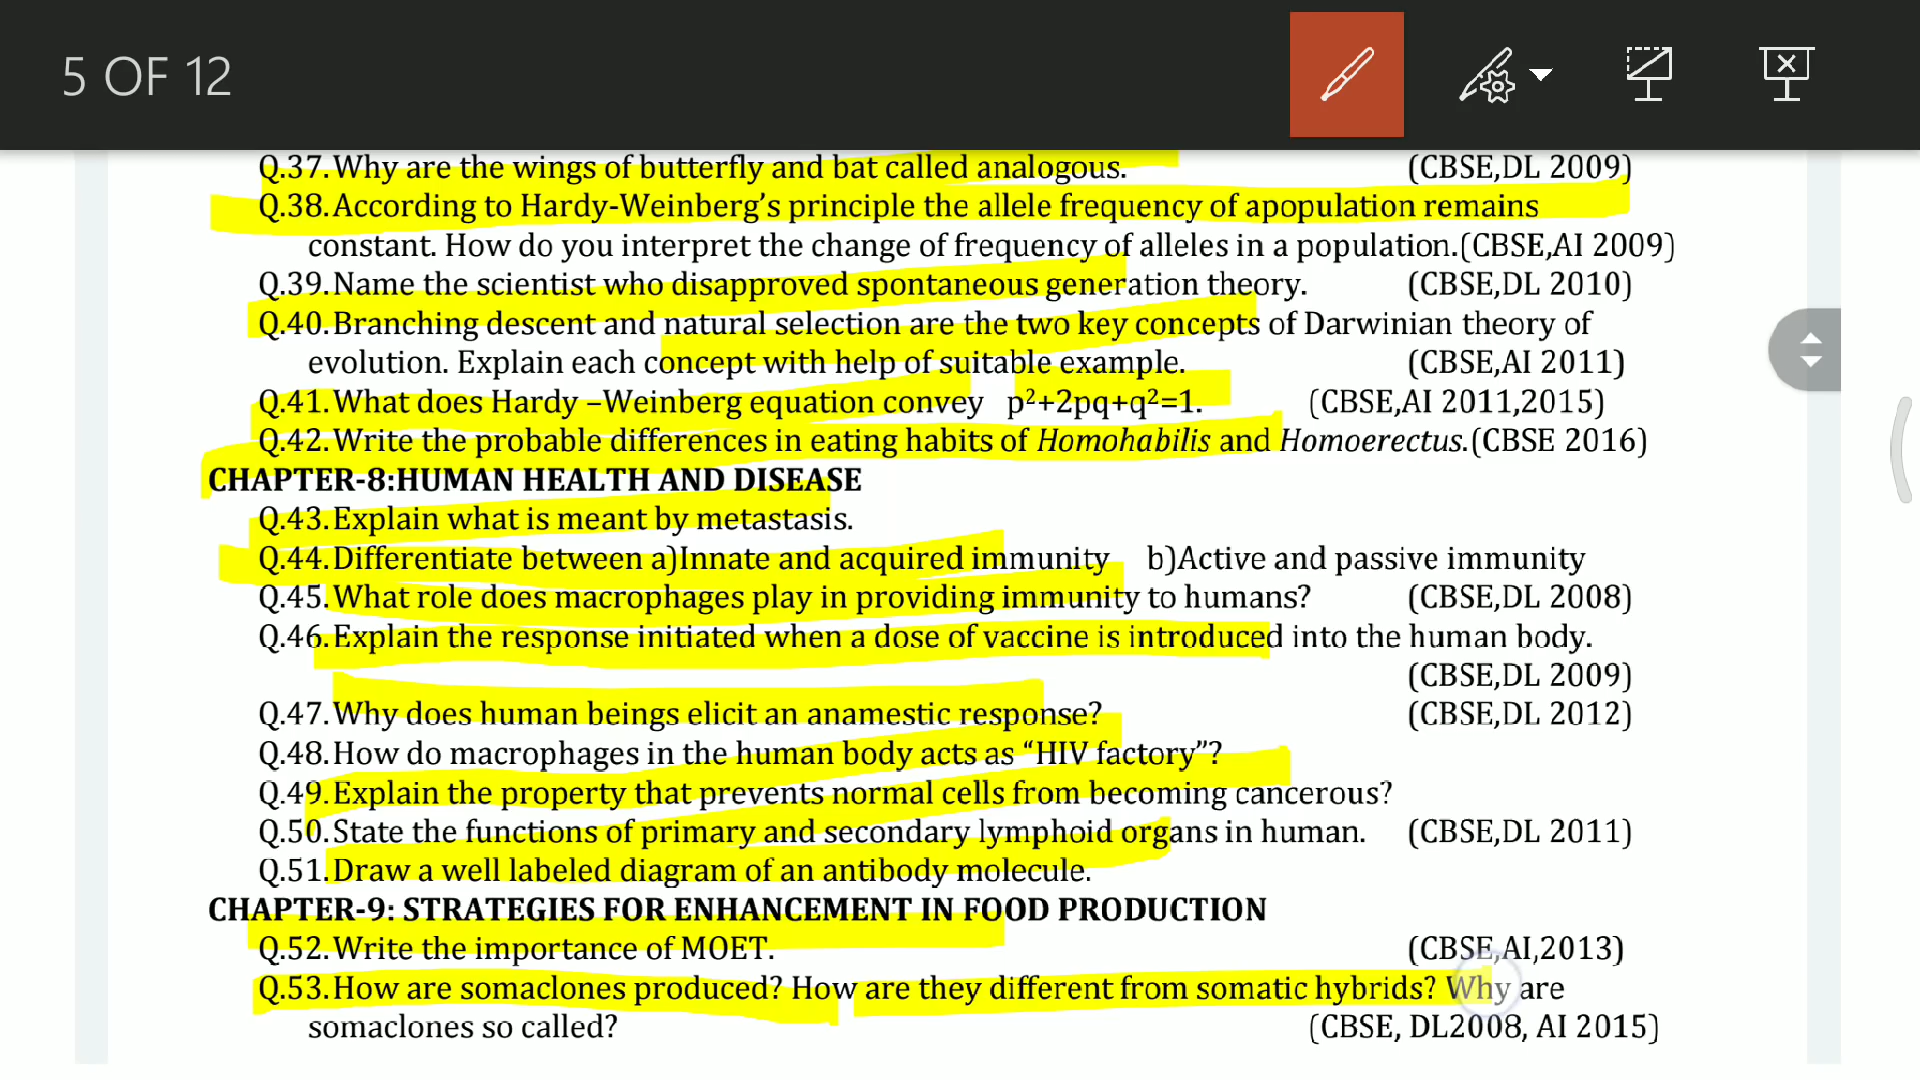 5 OF 12
Q.37.Why are the wings of butterfly and bat called analogous. (CBSE,DL 2009)
Q.38.According to Hardy-Weinberg’s principle the allele frequency of apopulation remains
constant. How do you interpret the change of frequency of alleles in a population.(CBSE,AI 2009)
Q.39.Name the scientist who disapproved spontaneous generation theory. (CBSE,DL 2010)
Q.40.Branching descent and natural selection are the two key concepts of Darwinian theory of
evolution. Explain each concept with help of suitable example. (CBSE,AI 2011)
Q.41.What does Hardy –Weinberg equation convey p²+2pq+q²=1. (CBSE,AI 2011,2015)
Q.42.Write the probable differences in eating habits of Homohabilis and Homoerectus.(CBSE 2016)
CHAPTER-8:HUMAN HEALTH AND DISEASE
Q.43.Explain what is meant by metastasis.
Q.44.Differentiate between a)Innate and acquired immunity b)Active and passive immunity
Q.45.What role does macrophages play in providing immunity to humans? (CBSE,DL 2008)
Q.46.Explain the response initiated when a dose of vaccine is introduced into the human body.
(CBSE,DL 2009)
Q.47.Why does human beings elicit an anamestic response? (CBSE,DL 2012)
Q.48.How do macrophages in the human body acts as “HIV factory”?
Q.49.Explain the property that prevents normal cells from becoming cancerous?
Q.50.State the functions of primary and secondary lymphoid organs in human. (CBSE,DL 2011)
Q.51.Draw a well labeled diagram of an antibody molecule.
CHAPTER-9: STRATEGIES FOR ENHANCEMENT IN FOOD PRODUCTION
Q.52.Write the importance of MOET. (CBSE,AI,2013)
Q.53.How are somaclones produced? How are they different from somatic hybrids? Why are
somaclones so called? (CBSE, DL2008, AI 2015)